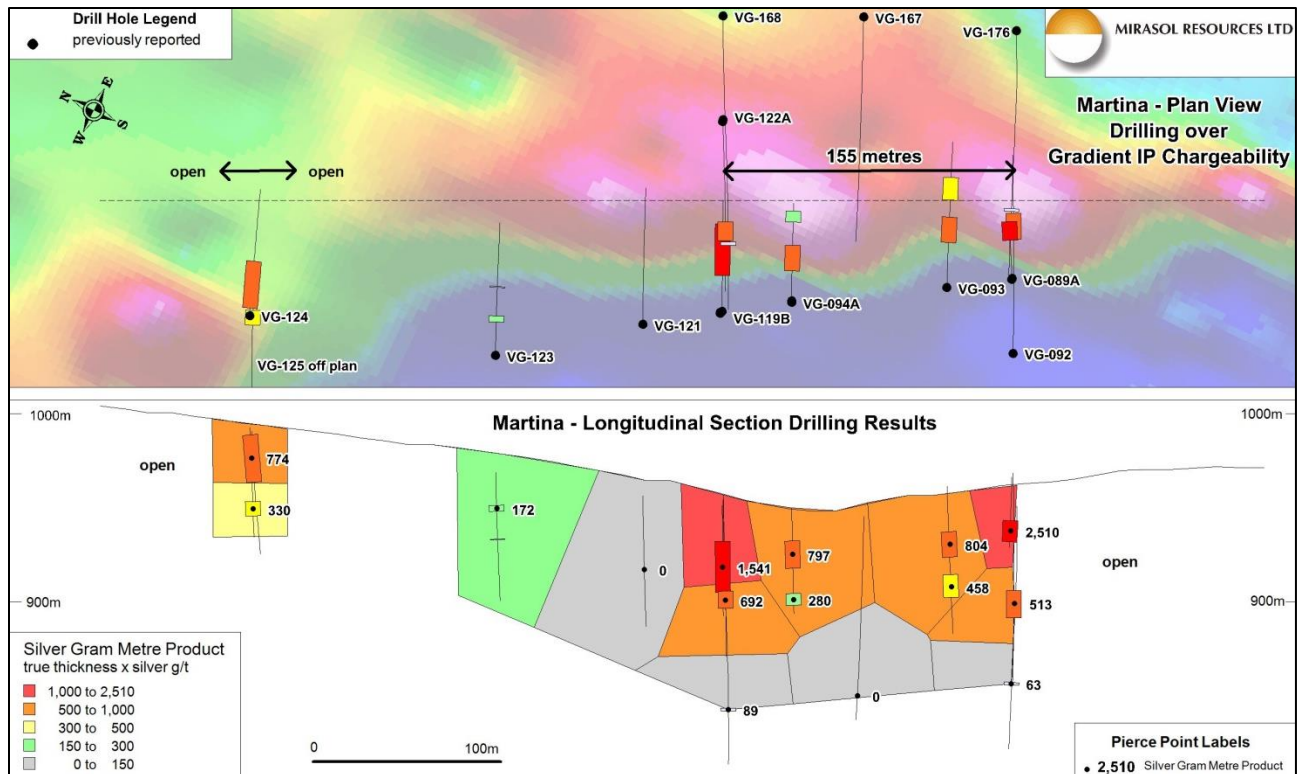 Drill Hole Legend
previously reported
VG-168
VG-167
VG-176
MIRASOL RESOURCES LTD
N
E
W
S
VG-122A
Martina - Plan View
Drilling over
Gradient IP Chargeability
155 metres
open
open
VG-124
VG-125 off plan
VG-123
VG-121
VG-119B
VG-094A
VG-093
VG-089A
VG-092
1000m
Martina - Longitudinal Section Drilling Results
1000m
open
774
330
172
0
1,541
692
797
280
804
458
2,510
513
open
900m
900m
89
0
63
Silver Gram Metre Product
true thickness x silver g/t
1,000 to 2,510
500 to 1,000
300 to 500
150 to 300
0 to 150
0
100m
Pierce Point Labels
2,510 Silver Gram Metre Product